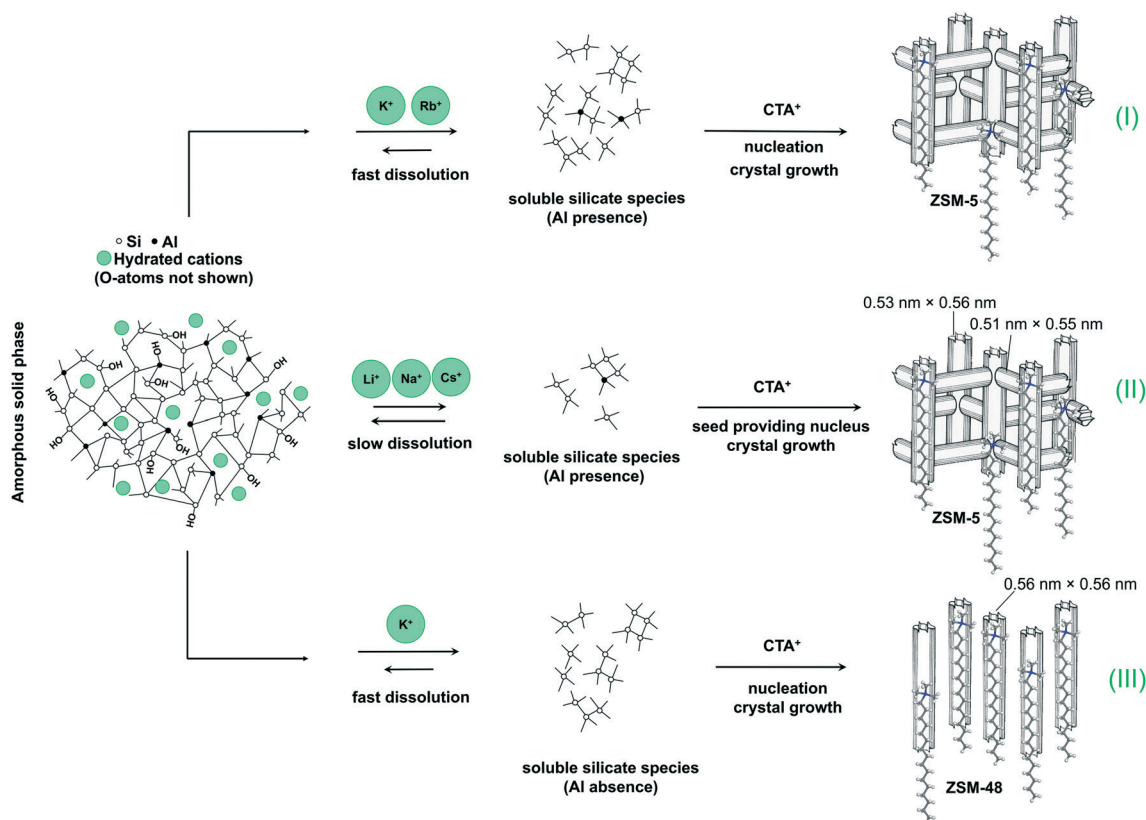 K⁺ Rb⁺
fast dissolution
soluble silicate species
(Al presence)
CTA⁺
nucleation
crystal growth
ZSM-5
(I)
Si Al
Hydrated cations
(O-atoms not shown)
Amorphous solid phase
OH
HO
OH
HO
OH
HO
OH
HO
HO
OH
HO
Li⁺ Na⁺ Cs⁺
slow dissolution
soluble silicate species
(Al presence)
CTA⁺
seed providing nucleus
crystal growth
0.53 nm × 0.56 nm
0.51 nm × 0.55 nm
ZSM-5
(II)
K⁺
fast dissolution
soluble silicate species
(Al absence)
CTA⁺
nucleation
crystal growth
0.56 nm × 0.56 nm
ZSM-48
(III)